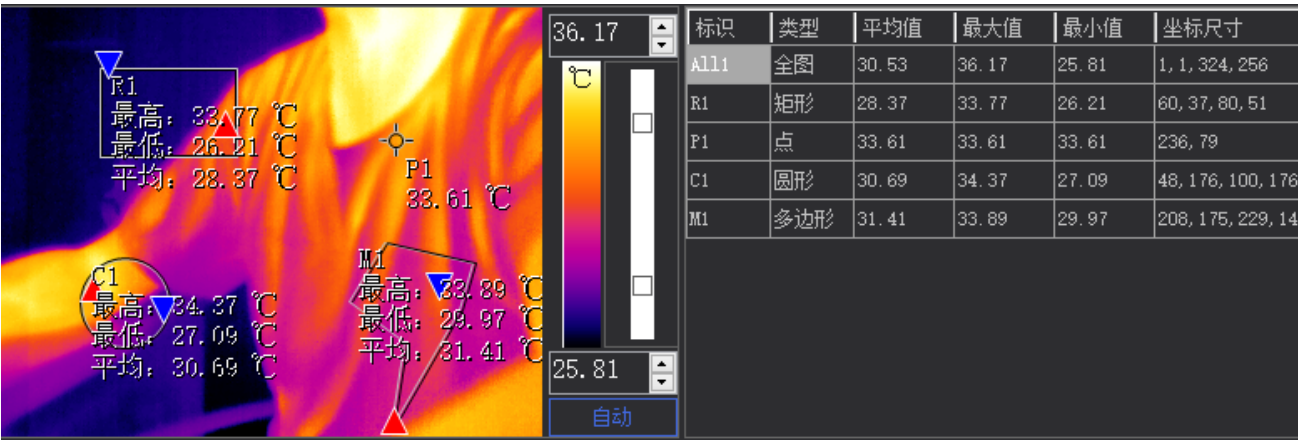 R1
最高: 33.77 ℃
最低: 26.21 ℃
平均: 28.37 ℃
P1
33.61 ℃
C1
最高: 34.37 ℃
最低: 27.09 ℃
平均: 30.69 ℃
M1
最高: 33.89 ℃
最低: 29.97 ℃
平均: 31.41 ℃
36.17
℃
25.81
自动
标识 类型 平均值 最大值 最小值 坐标尺寸
All1 全图 30.53 36.17 25.81 1,1,324,256
R1 矩形 28.37 33.77 26.21 60,37,80,51
P1 点 33.61 33.61 33.61 236,79
C1 圆形 30.69 34.37 27.09 48,176,100,176
M1 多边形 31.41 33.89 29.97 208,175,229,14